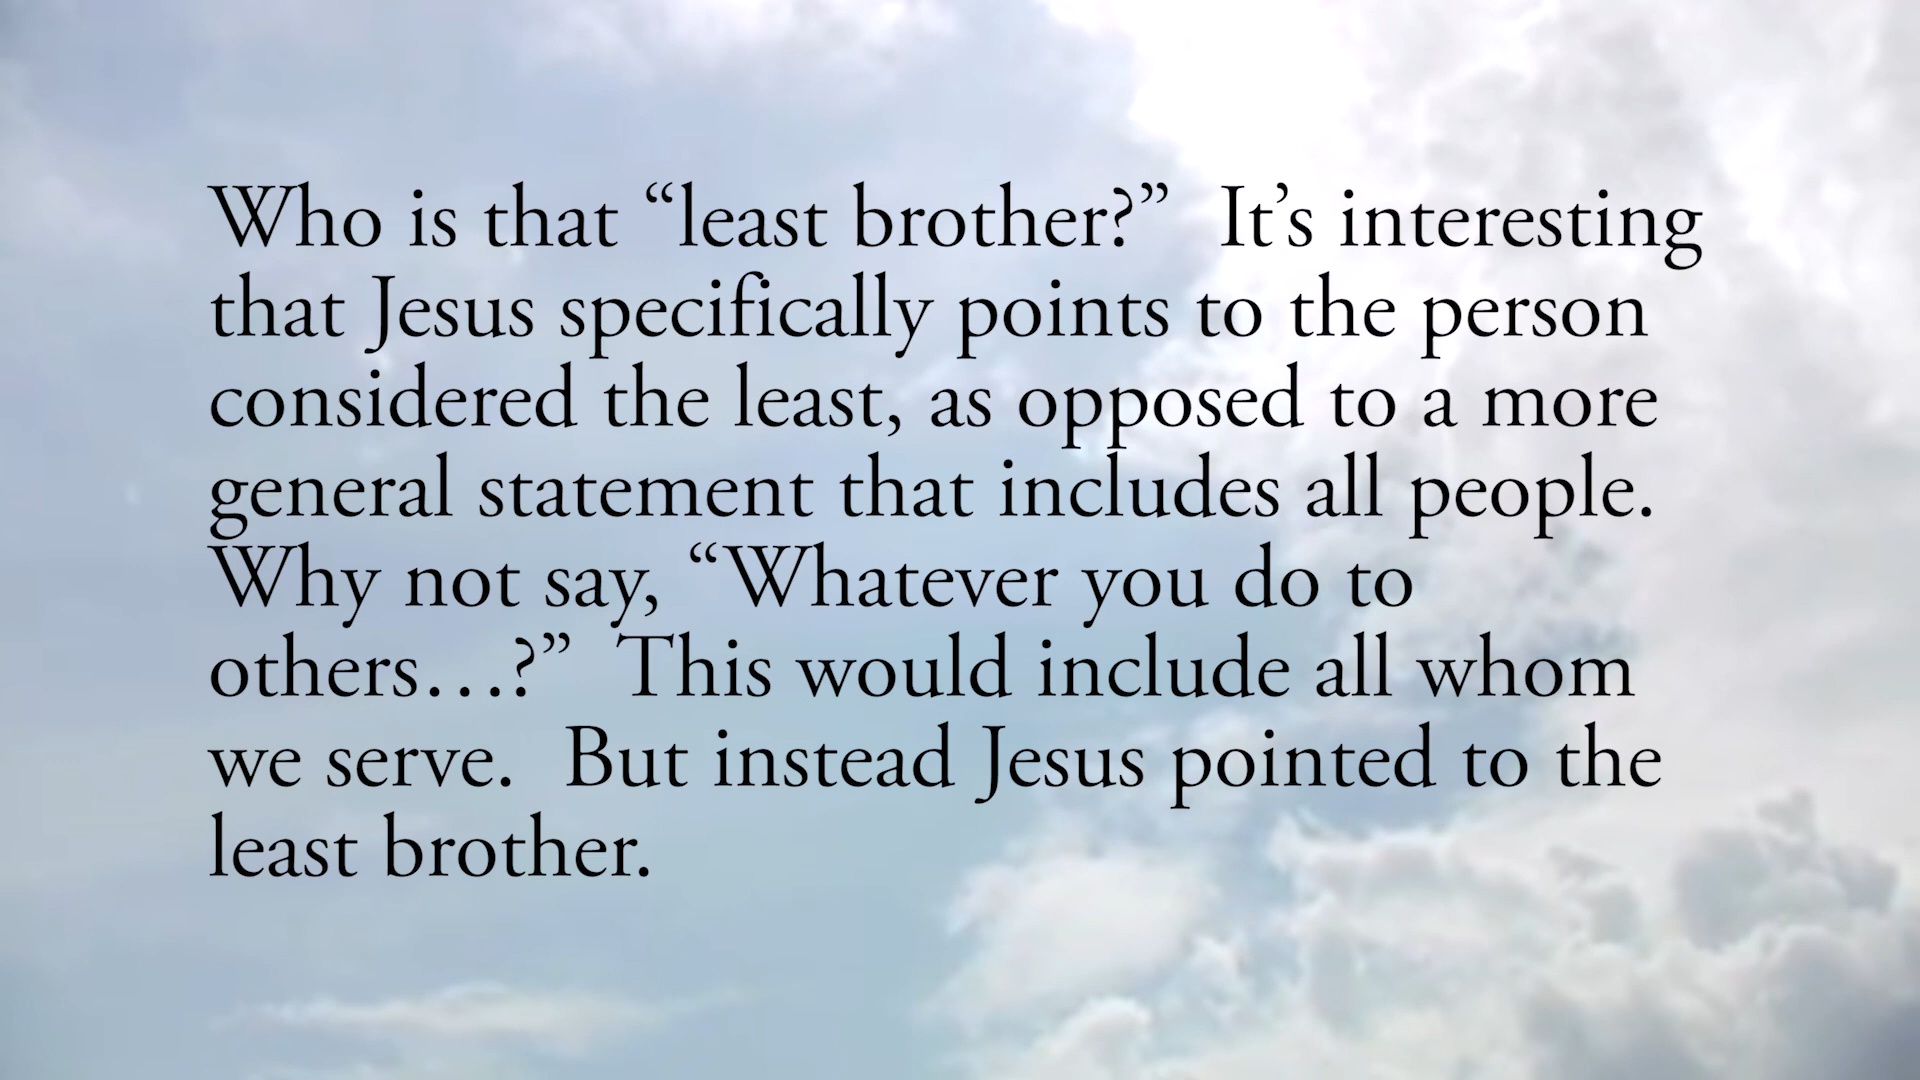 Who is that “least brother?”  It’s interesting
that Jesus specifically points to the person
considered the least, as opposed to a more
general statement that includes all people.
Why not say, “Whatever you do to
others…?”  This would include all whom
we serve.  But instead Jesus pointed to the
least brother.